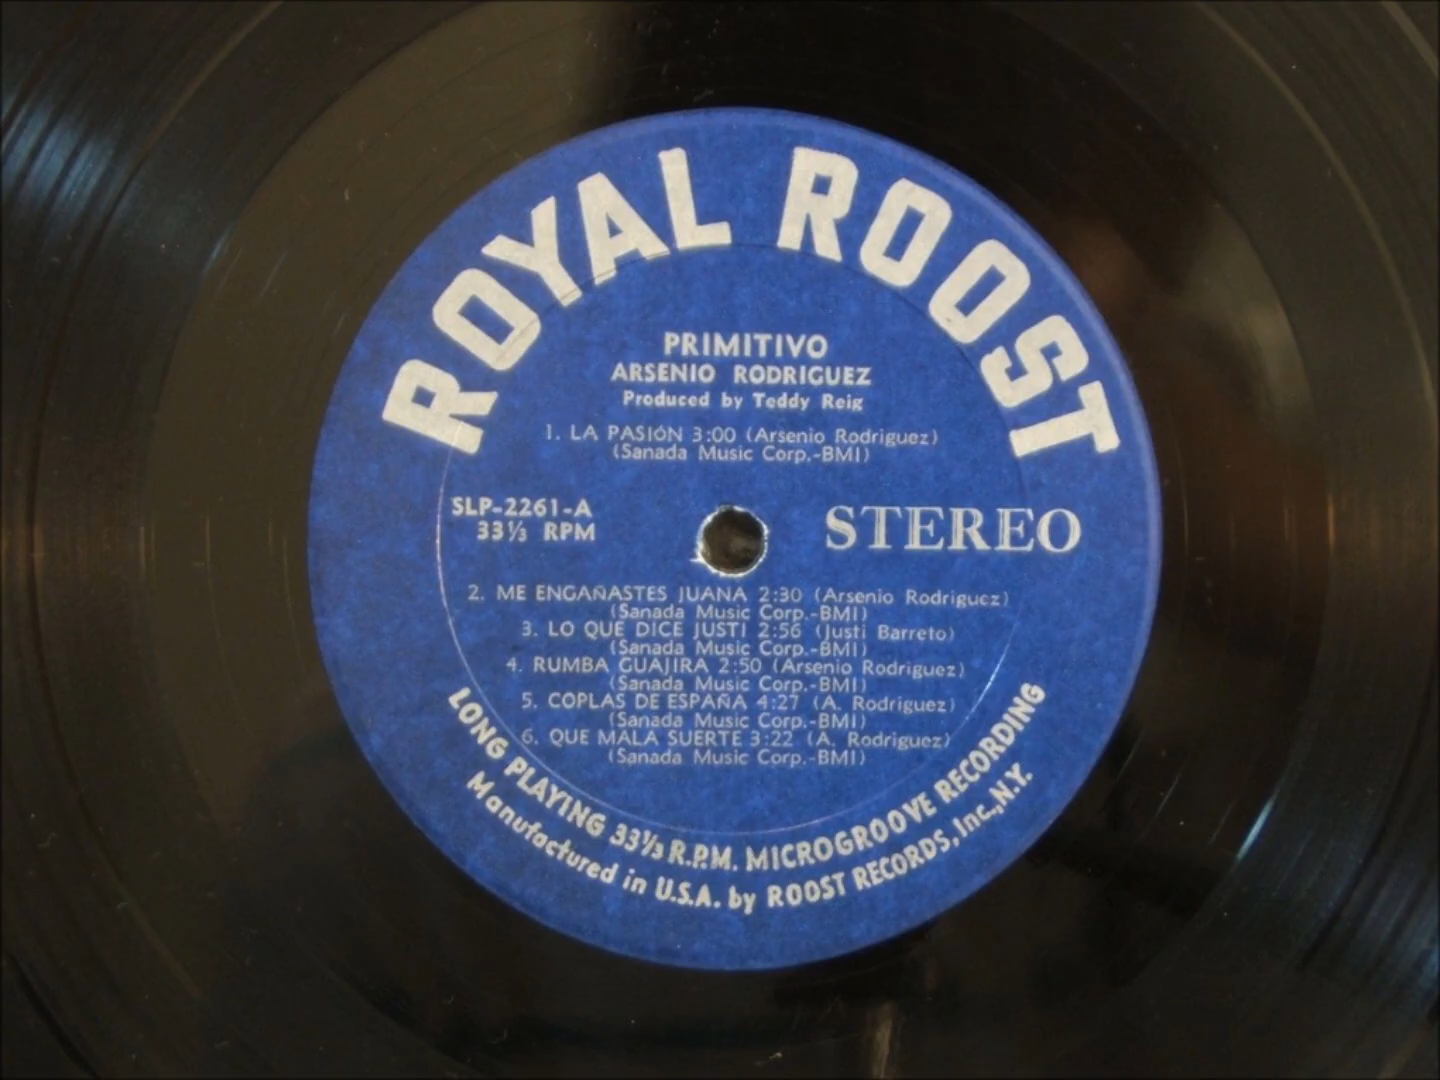 ROYAL ROOST
PRIMITIVO
ARSENIO RODRIGUEZ
Produced by Teddy Reig
1. LA PASIÓN 3:00 (Arsenio Rodriguez)
(Sanada Music Corp.-BMI)
SLP-2261-A
33⅓ RPM
STEREO
2. ME ENGAÑASTES JUANA 2:30 (Arsenio Rodriguez)
(Sanada Music Corp.-BMI)
3. LO QUE DICE JUSTI 2:56 (Justi Barreto)
(Sanada Music Corp.-BMI)
4. RUMBA GUAJIRA 2:50 (Arsenio Rodriguez)
(Sanada Music Corp.-BMI)
5. COPLAS DE ESPAÑA 4:27 (A. Rodriguez)
(Sanada Music Corp.-BMI)
6. QUE MALA SUERTE 3:22 (A. Rodriguez)
(Sanada Music Corp.-BMI)
LONG PLAYING 33⅓ R.P.M. MICROGROOVE RECORDING
Manufactured in U.S.A. by ROOST RECORDS, Inc., N.Y.